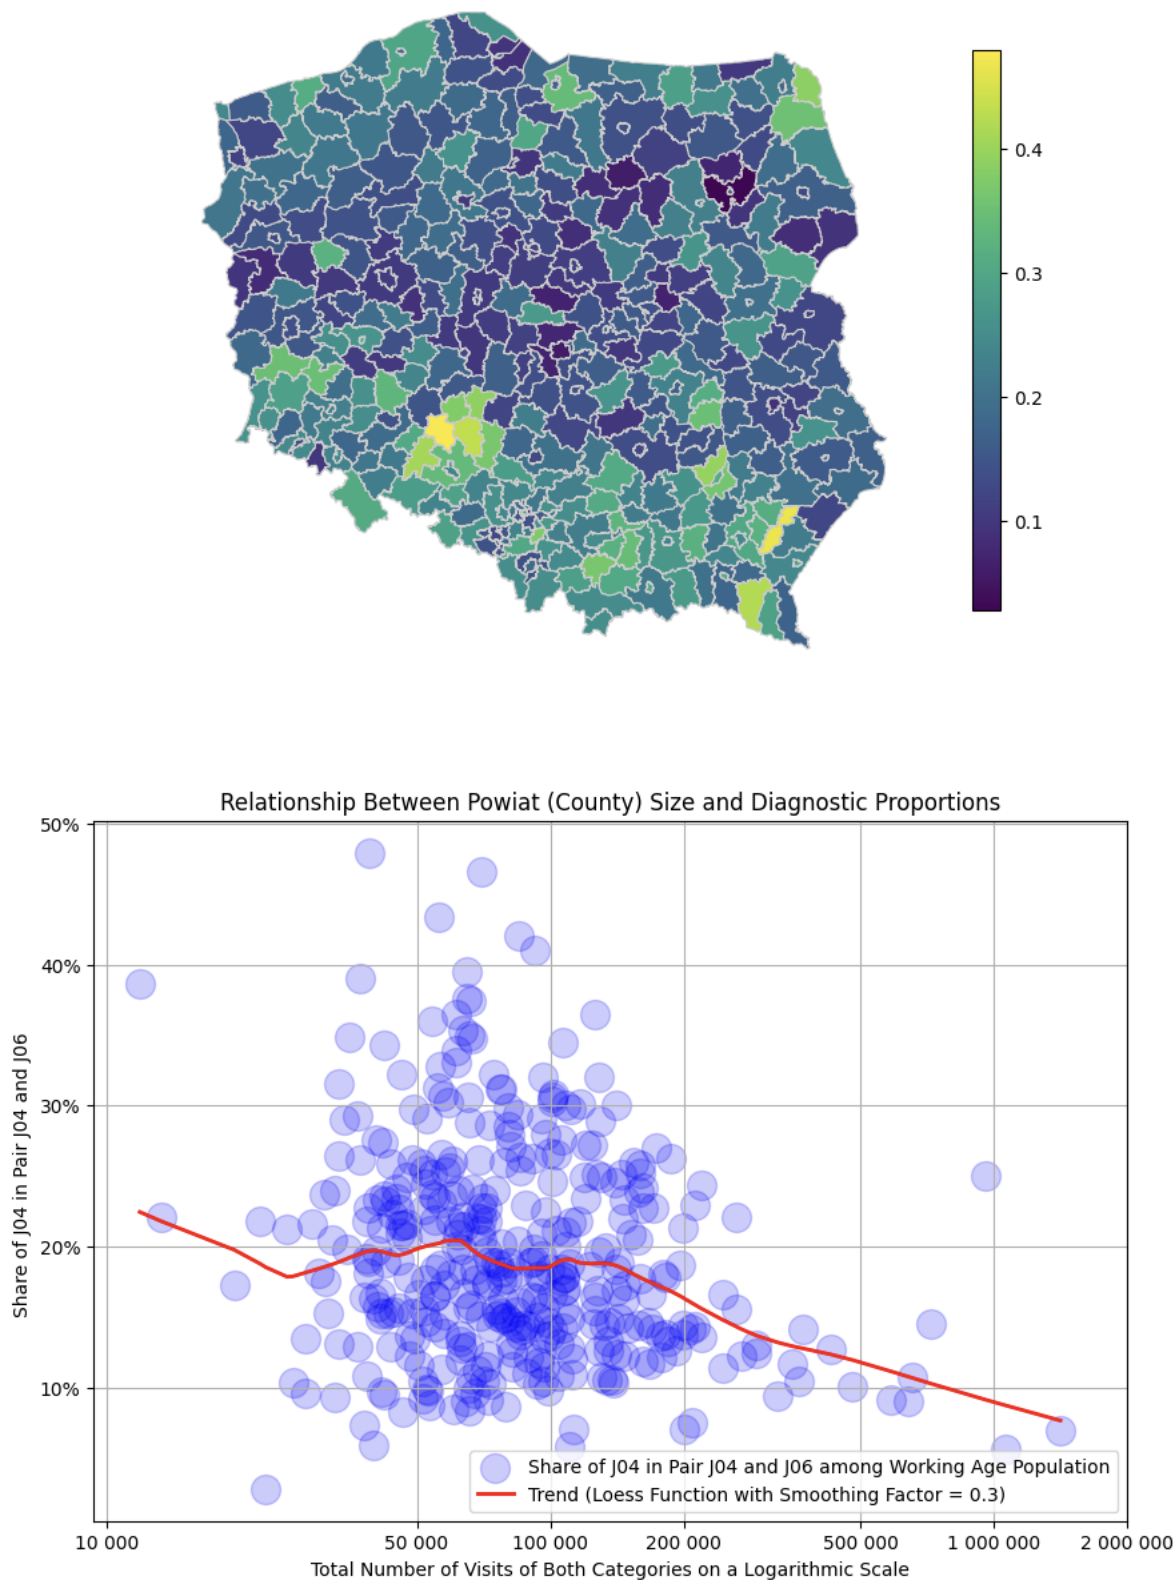 0.4
0.3
0.2
0.1
Relationship Between Powiat (County) Size and Diagnostic Proportions
50%
40%
30%
20%
10%
Share of J04 in Pair J04 and J06
Share of J04 in Pair J04 and J06 among Working Age Population
Trend (Loess Function with Smoothing Factor = 0.3)
10 000 50 000 100 000 200 000 500 000 1 000 000 2 000 000
Total Number of Visits of Both Categories on a Logarithmic Scale